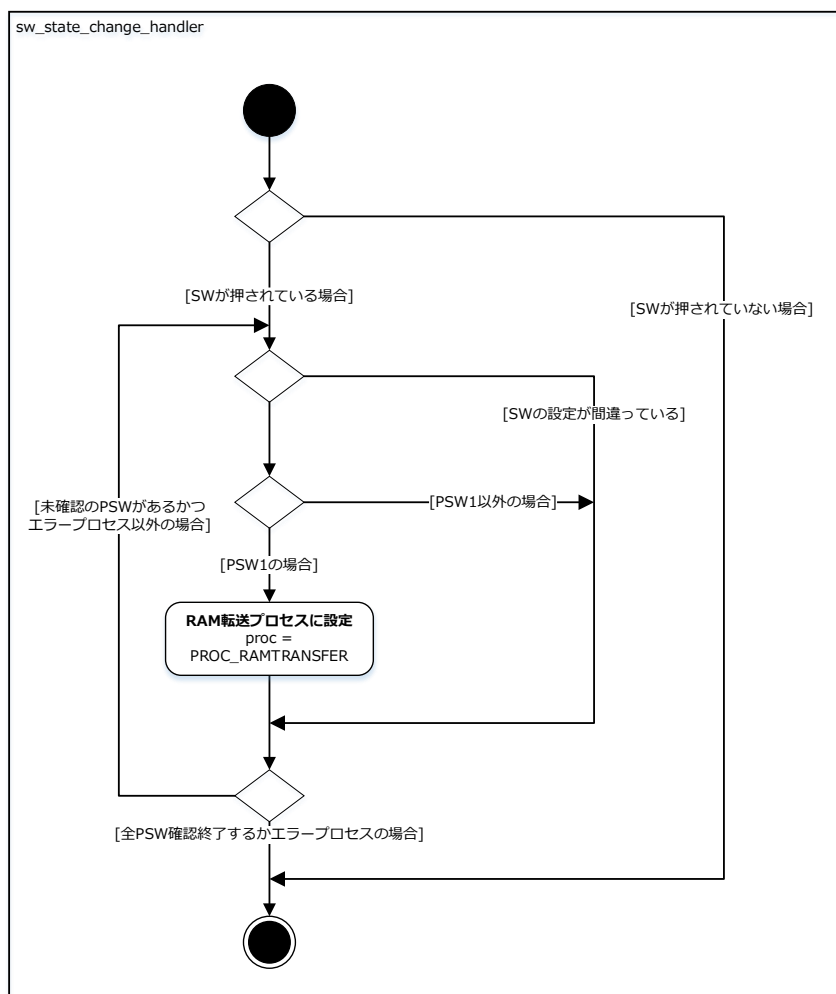 sw_state_change_handler
[SWが押されている場合]
[SWが押されていない場合]
[SWの設定が間違っている]
[未確認のPSWがあるかつ
エラープロセス以外の場合]
[PSW1以外の場合]
[PSW1の場合]
RAM転送プロセスに設定
proc =
PROC_RAMTRANSFER
[全PSW確認終了するかエラープロセスの場合]